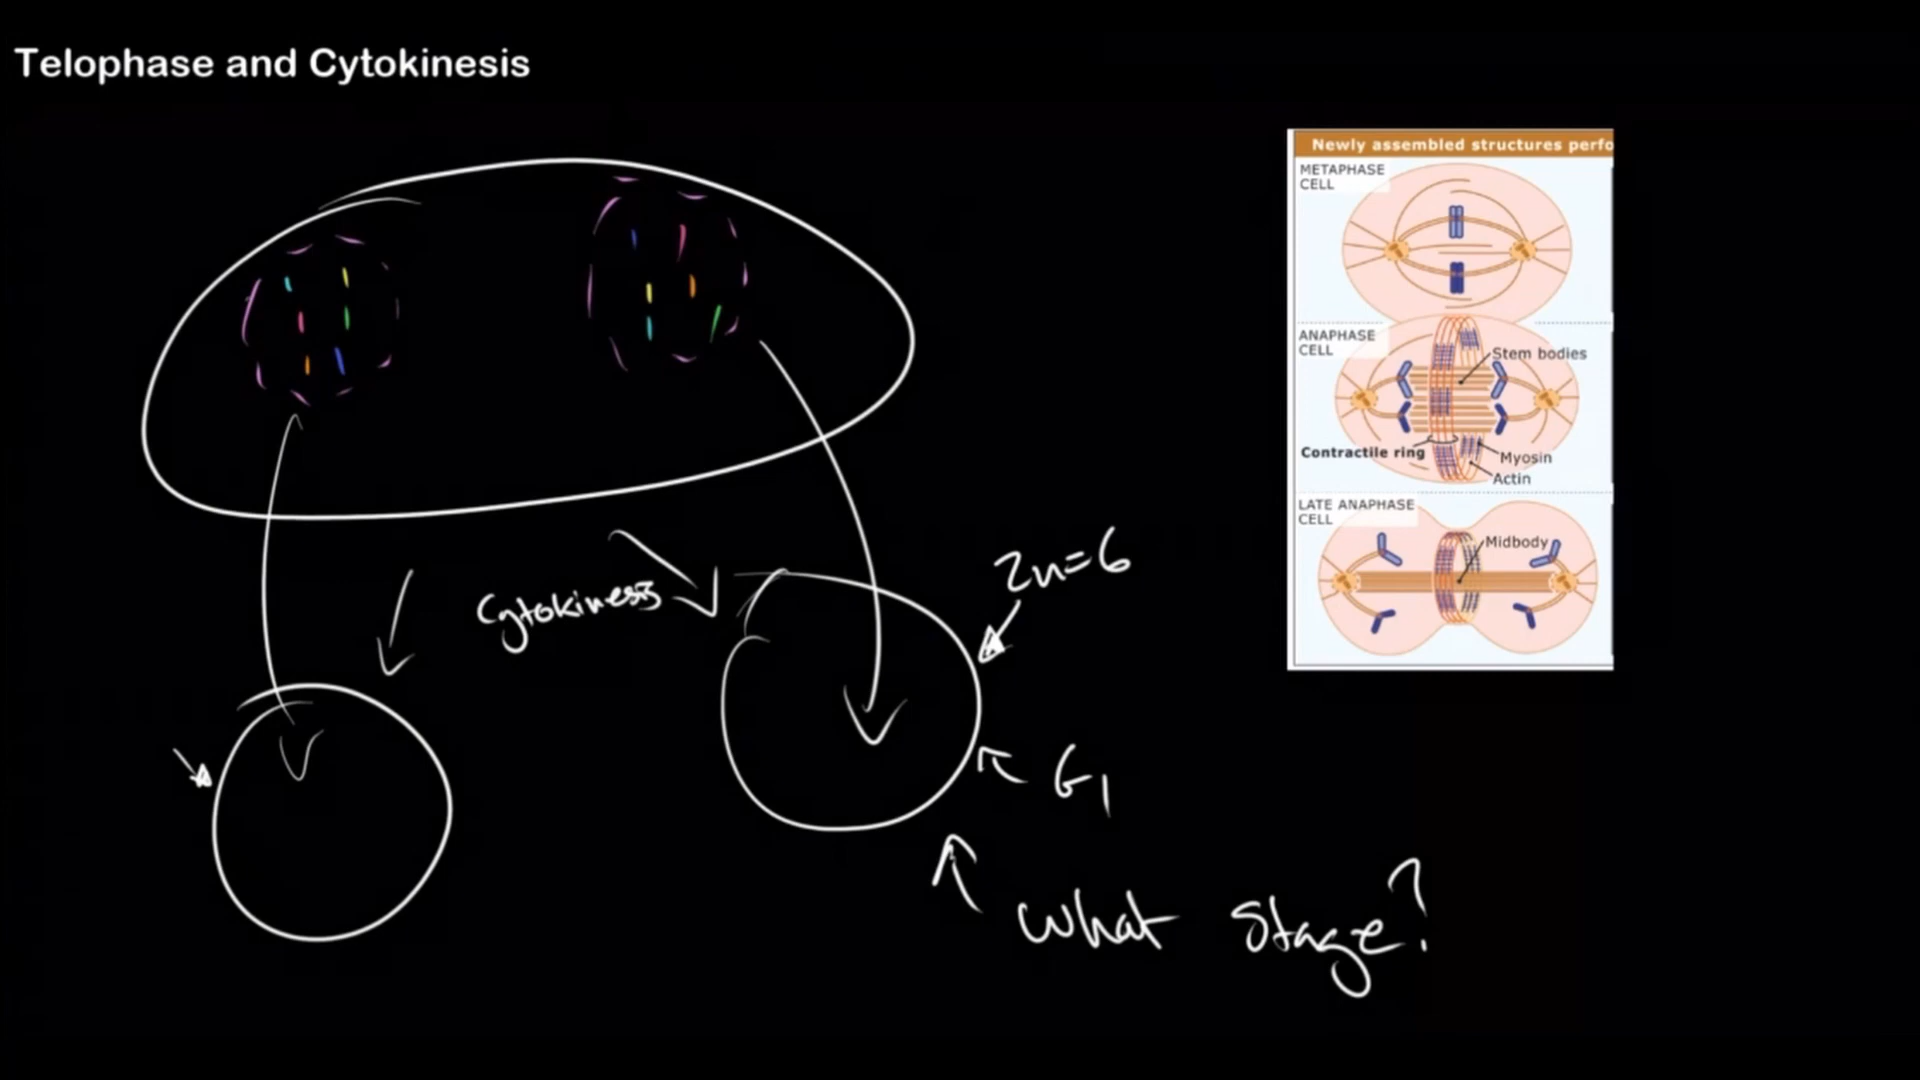 Telophase and Cytokinesis
Newly assembled structures perfo
METAPHASE
CELL
ANAPHASE
CELL
Stem bodies
Contractile ring
Myosin
Actin
LATE ANAPHASE
CELL
Midbody
Cytokinesis
2n=6
G1
What stage?